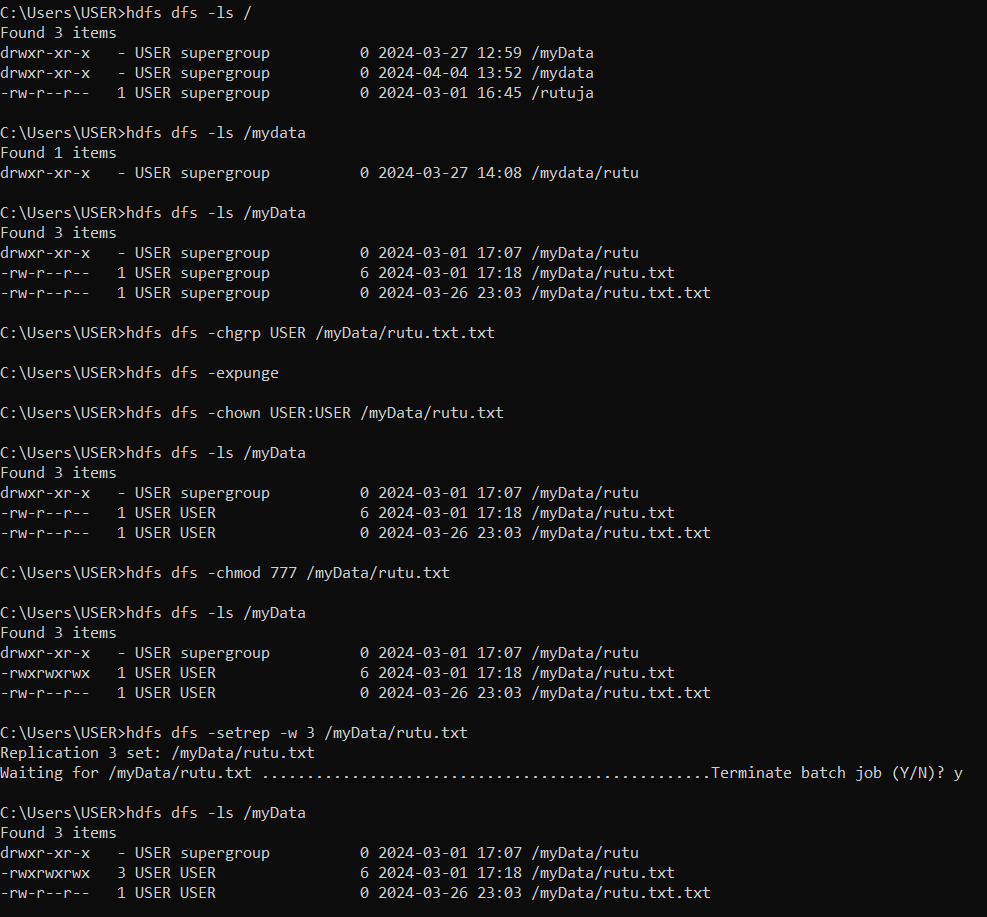 C:\Users\USER>hdfs dfs -ls /
Found 3 items
drwxr-xr-x   - USER supergroup          0 2024-03-27 12:59 /myData
drwxr-xr-x   - USER supergroup          0 2024-04-04 13:52 /mydata
-rw-r--r--   1 USER supergroup          0 2024-03-01 16:45 /rutuja
C:\Users\USER>hdfs dfs -ls /mydata
Found 1 items
drwxr-xr-x   - USER supergroup          0 2024-03-27 14:08 /mydata/rutu
C:\Users\USER>hdfs dfs -ls /myData
Found 3 items
drwxr-xr-x   - USER supergroup          0 2024-03-01 17:07 /myData/rutu
-rw-r--r--   1 USER supergroup          6 2024-03-01 17:18 /myData/rutu.txt
-rw-r--r--   1 USER supergroup          0 2024-03-26 23:03 /myData/rutu.txt.txt
C:\Users\USER>hdfs dfs -chgrp USER /myData/rutu.txt.txt
C:\Users\USER>hdfs dfs -expunge
C:\Users\USER>hdfs dfs -chown USER:USER /myData/rutu.txt
C:\Users\USER>hdfs dfs -ls /myData
Found 3 items
drwxr-xr-x   - USER supergroup          0 2024-03-01 17:07 /myData/rutu
-rw-r--r--   1 USER USER                6 2024-03-01 17:18 /myData/rutu.txt
-rw-r--r--   1 USER USER                0 2024-03-26 23:03 /myData/rutu.txt.txt
C:\Users\USER>hdfs dfs -chmod 777 /myData/rutu.txt
C:\Users\USER>hdfs dfs -ls /myData
Found 3 items
drwxr-xr-x   - USER supergroup          0 2024-03-01 17:07 /myData/rutu
-rwxrwxrwx   1 USER USER                6 2024-03-01 17:18 /myData/rutu.txt
-rw-r--r--   1 USER USER                0 2024-03-26 23:03 /myData/rutu.txt.txt
C:\Users\USER>hdfs dfs -setrep -w 3 /myData/rutu.txt
Replication 3 set: /myData/rutu.txt
Waiting for /myData/rutu.txt ..................................................Terminate batch job (Y/N)? y
C:\Users\USER>hdfs dfs -ls /myData
Found 3 items
drwxr-xr-x   - USER supergroup          0 2024-03-01 17:07 /myData/rutu
-rwxrwxrwx   3 USER USER                6 2024-03-01 17:18 /myData/rutu.txt
-rw-r--r--   1 USER USER                0 2024-03-26 23:03 /myData/rutu.txt.txt